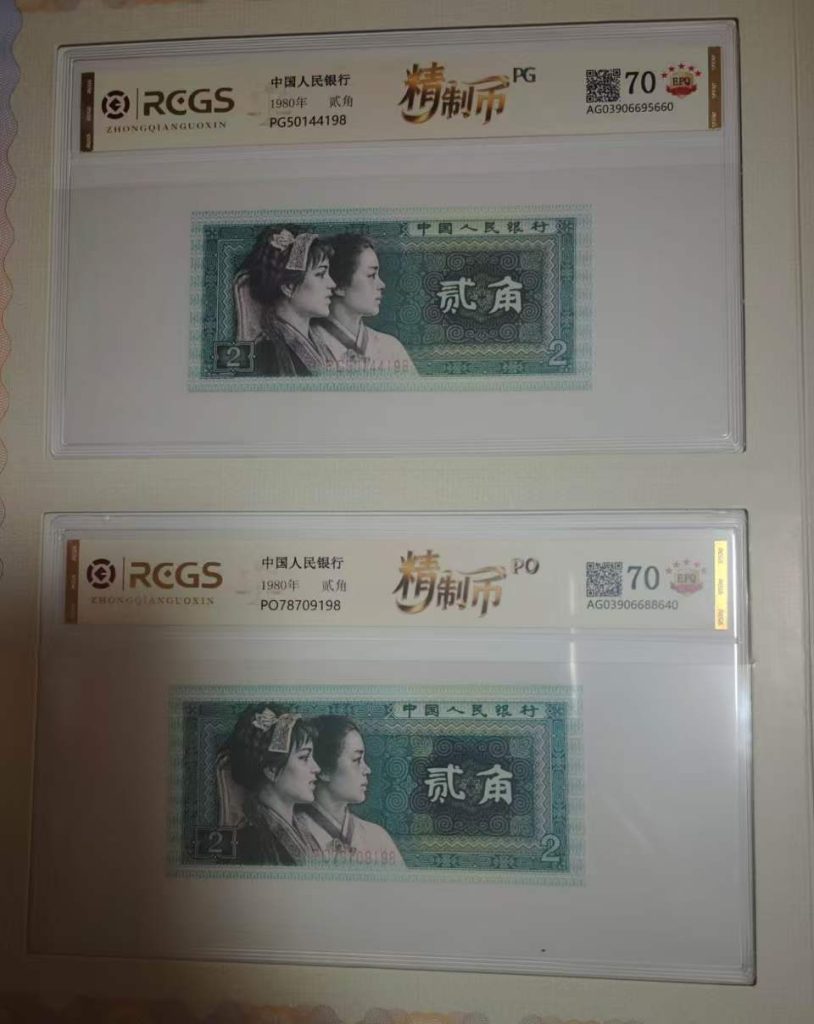 RCGS
ZHONGQIANGUOXIN
中国人民银行
1980年 贰角
PG50144198
精制币 PG
70 EPQ
AG03906695660
中国人民银行
贰角
2
2
PG50144198
RCGS
ZHONGQIANGUOXIN
中国人民银行
1980年 贰角
PO78709198
精制币 PO
70 EPQ
AG03906688640
中国人民银行
贰角
2
2
PO78709198